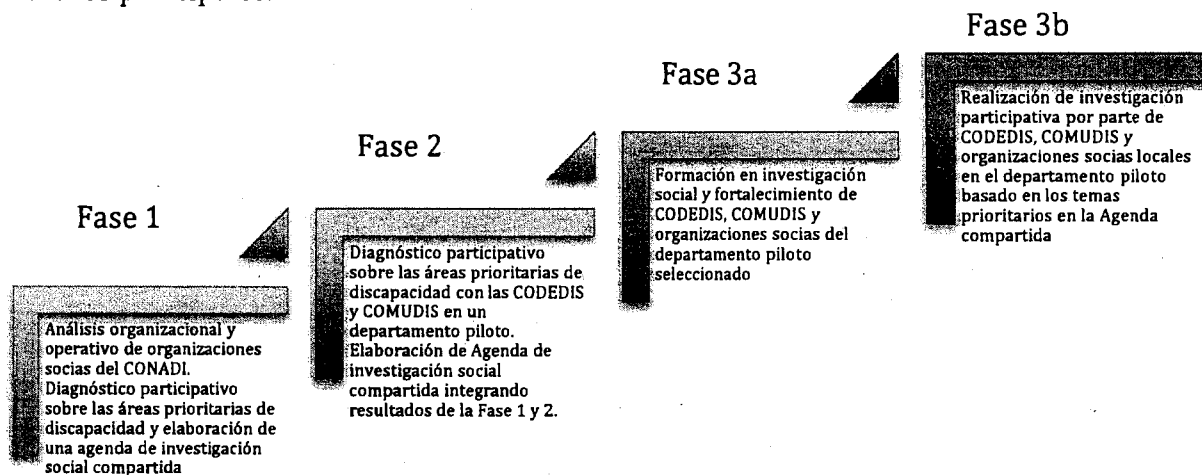 Fase 1
Análisis organizacional y
operativo de organizaciones
socias del CONADI.
Diagnóstico participativo
sobre las áreas prioritarias de
discapacidad y elaboración de
una agenda de investigación
social compartida
Fase 2
Diagnóstico participativo
sobre las áreas prioritarias de
discapacidad con las CODEDIS
y COMUDIS en un
departamento piloto.
Elaboración de Agenda de
investigación social
compartida integrando
resultados de la Fase 1 y 2.
Fase 3a
Formación en investigación
social y fortalecimiento de
CODEDIS, COMUDIS y
organizaciones socias del
departamento piloto
seleccionado
Fase 3b
Realización de investigación
participativa por parte de
CODEDIS, COMUDIS y
organizaciones socias locales
en el departamento piloto
basado en los temas
prioritarios en la Agenda
compartida